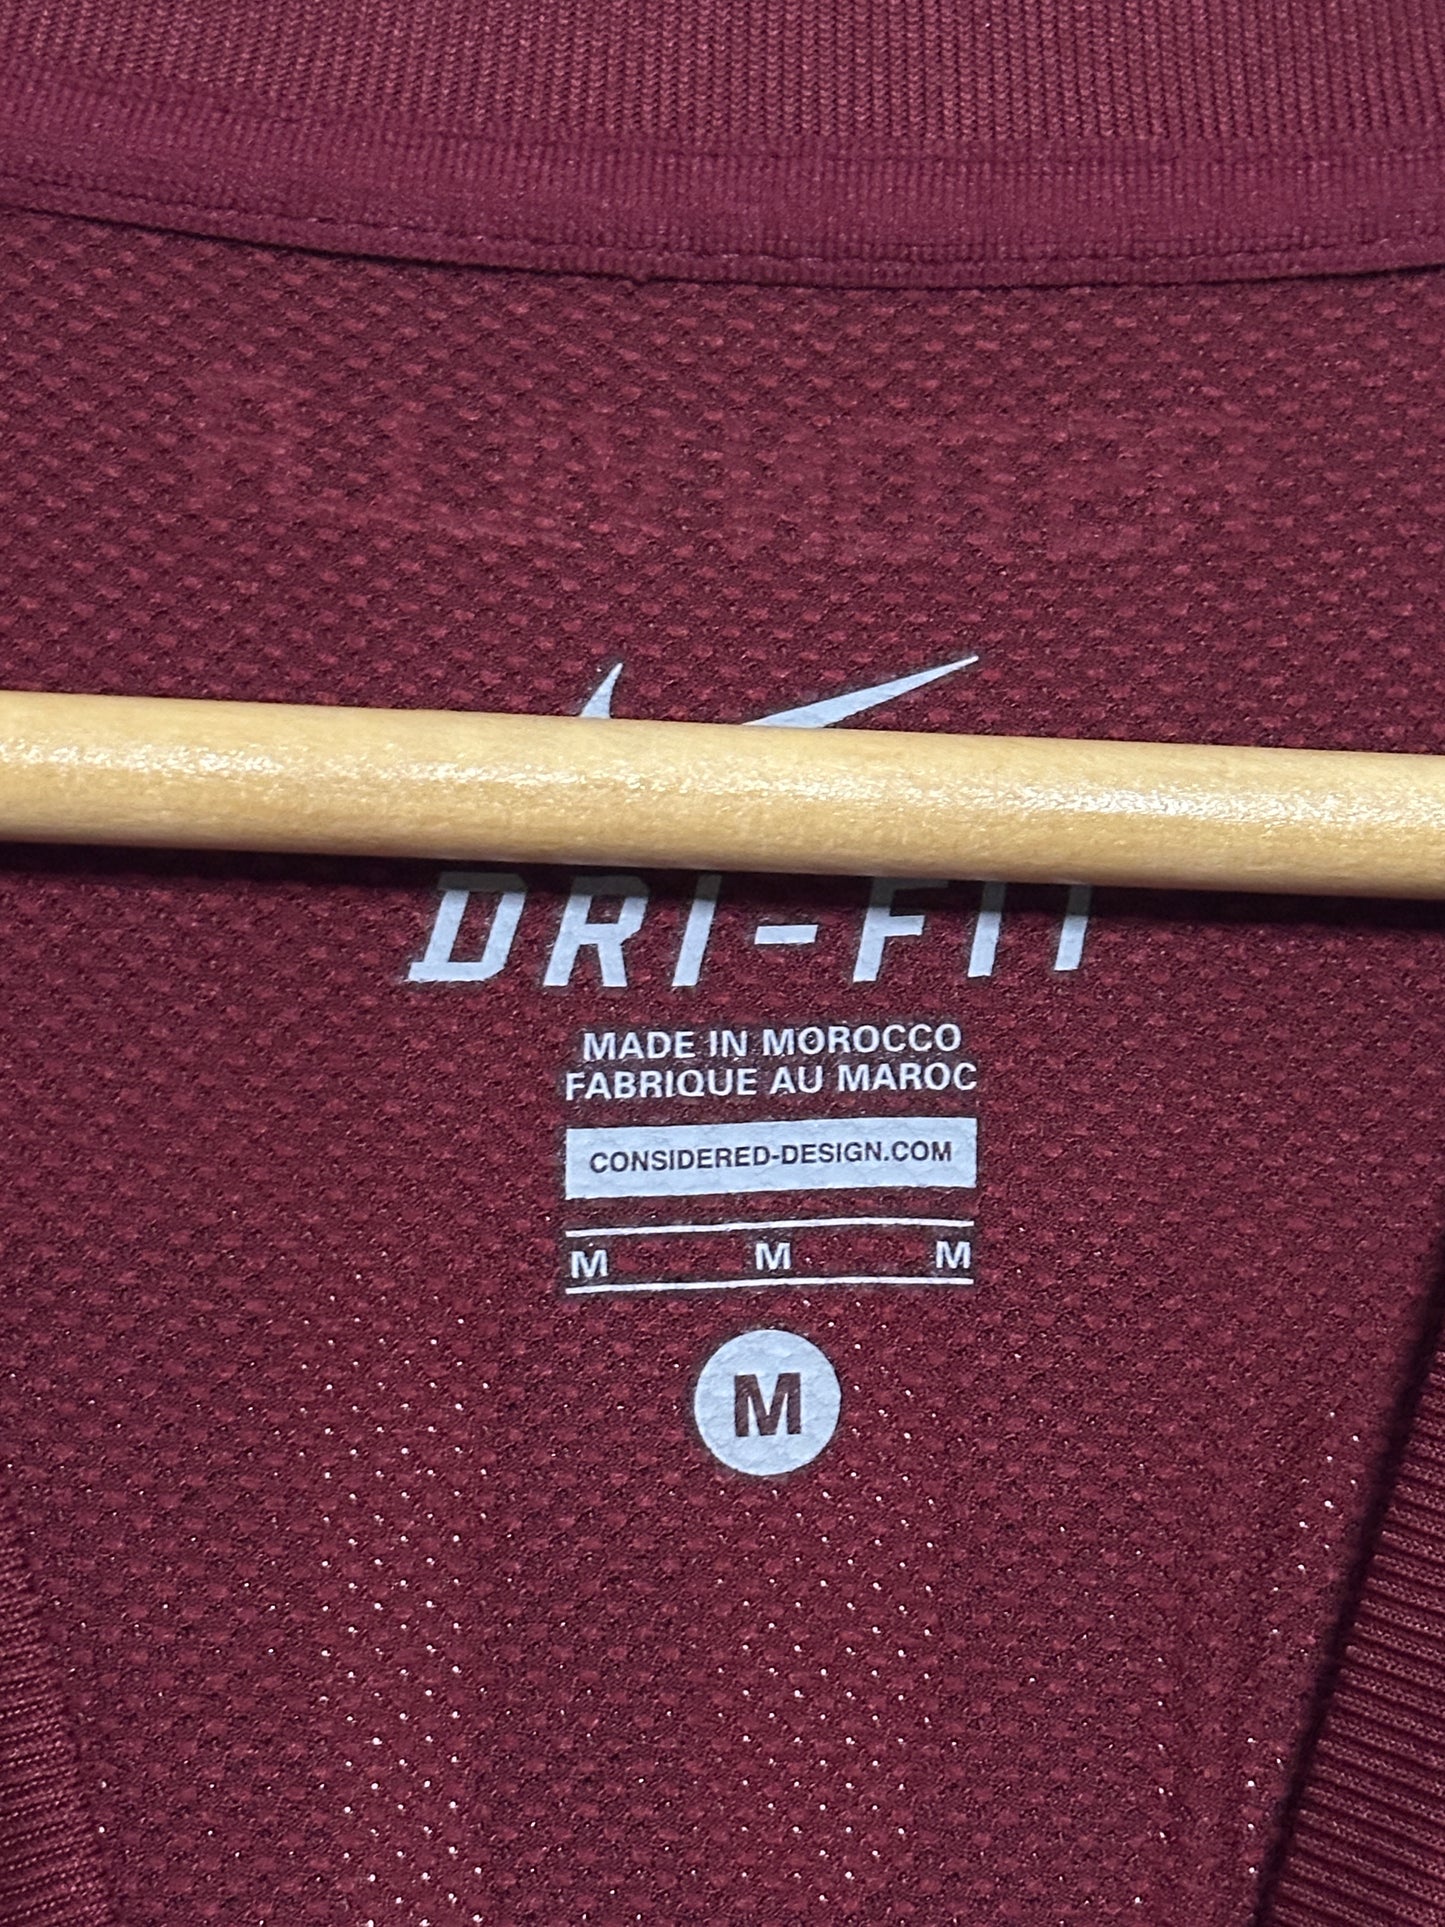 DRI-FIT
MADE IN MOROCCO
FABRIQUE AU MAROC
CONSIDERED-DESIGN.COM
M M M
M